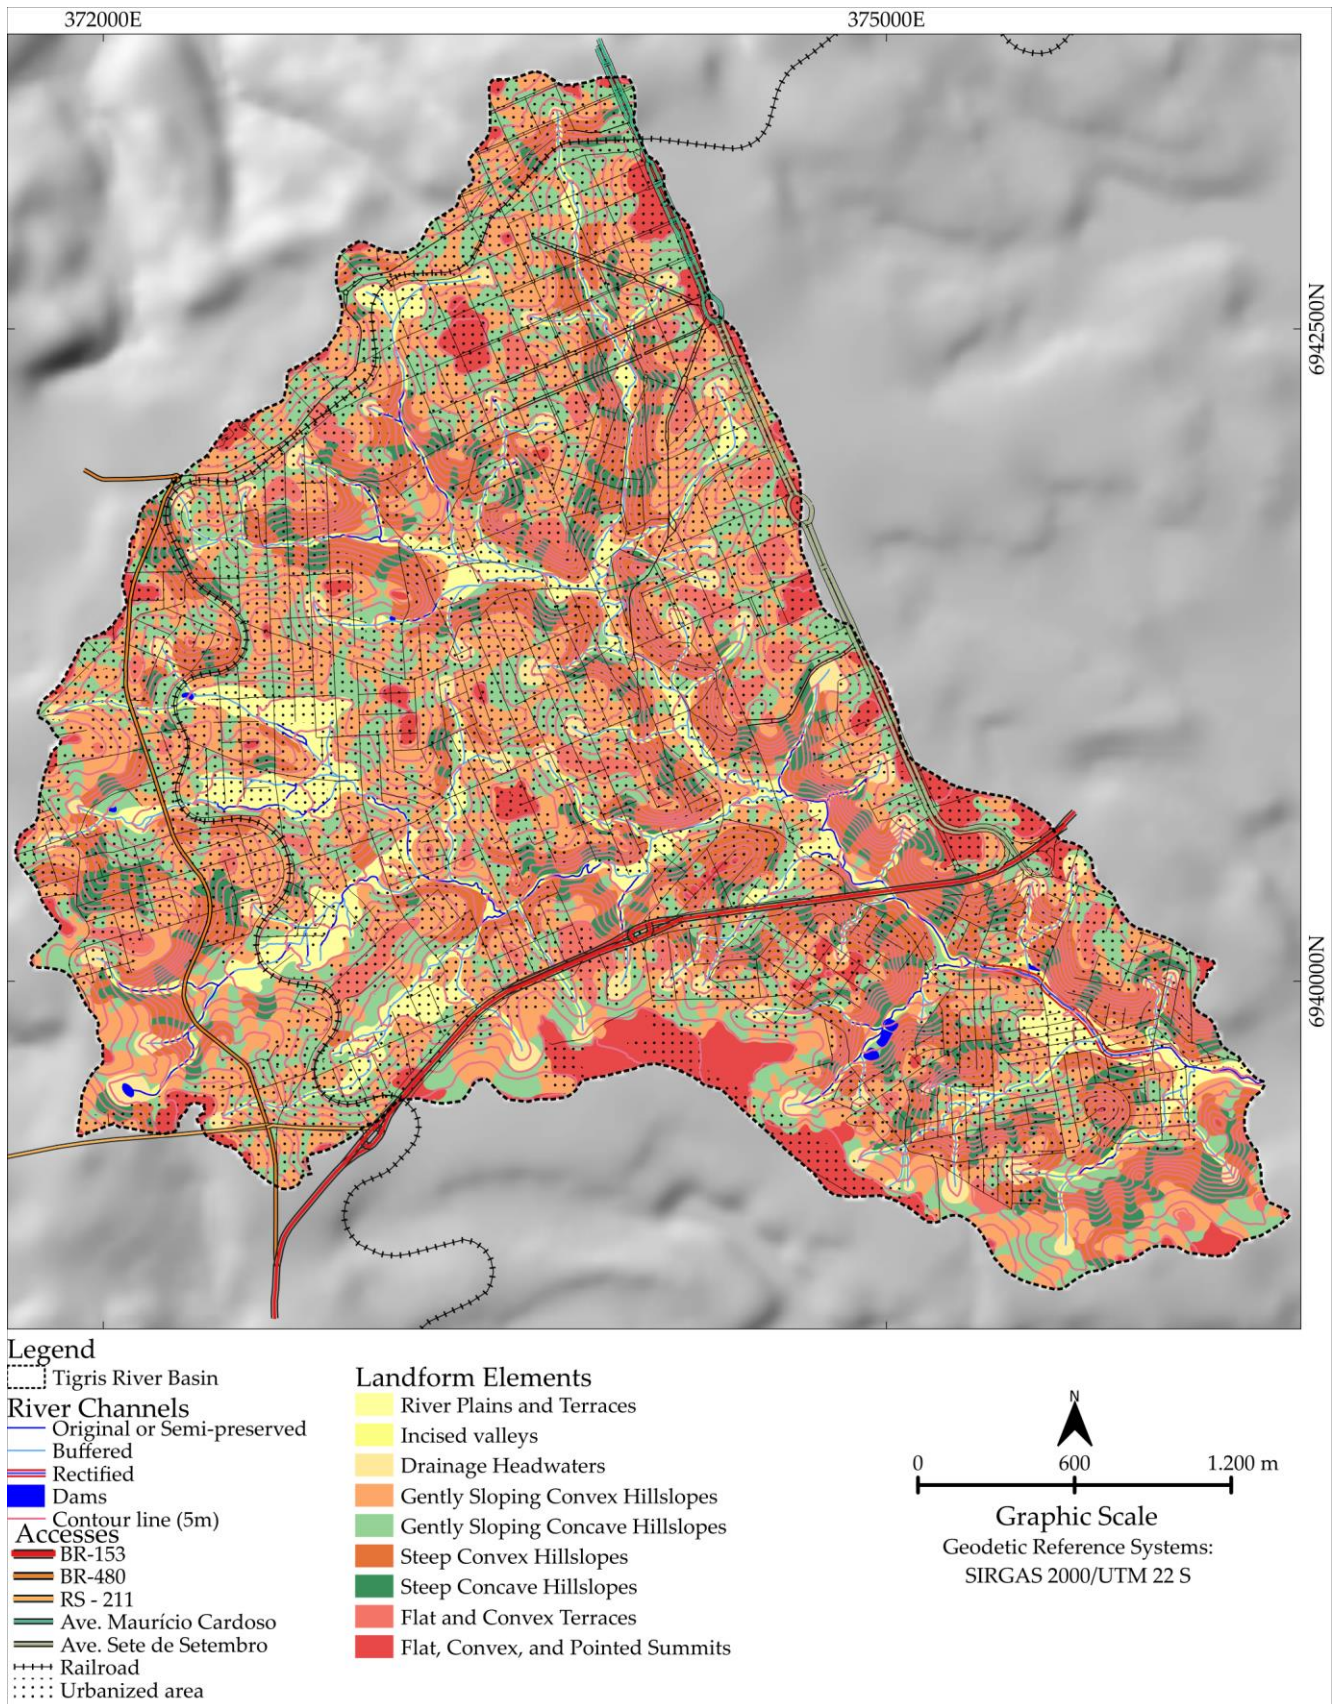 372000E
375000E
6942500N
6940000N
Legend
Tigris River Basin
River Channels
Original or Semi-preserved
Buffered
Rectified
Dams
Contour line (5m)
Accesses
BR-153
BR-480
RS - 211
Ave. Maurício Cardoso
Ave. Sete de Setembro
Railroad
Urbanized area
Landform Elements
River Plains and Terraces
Incised valleys
Drainage Headwaters
Gently Sloping Convex Hillslopes
Gently Sloping Concave Hillslopes
Steep Convex Hillslopes
Steep Concave Hillslopes
Flat and Convex Terraces
Flat, Convex, and Pointed Summits
N
0 600 1.200 m
Graphic Scale
Geodetic Reference Systems:
SIRGAS 2000/UTM 22 S